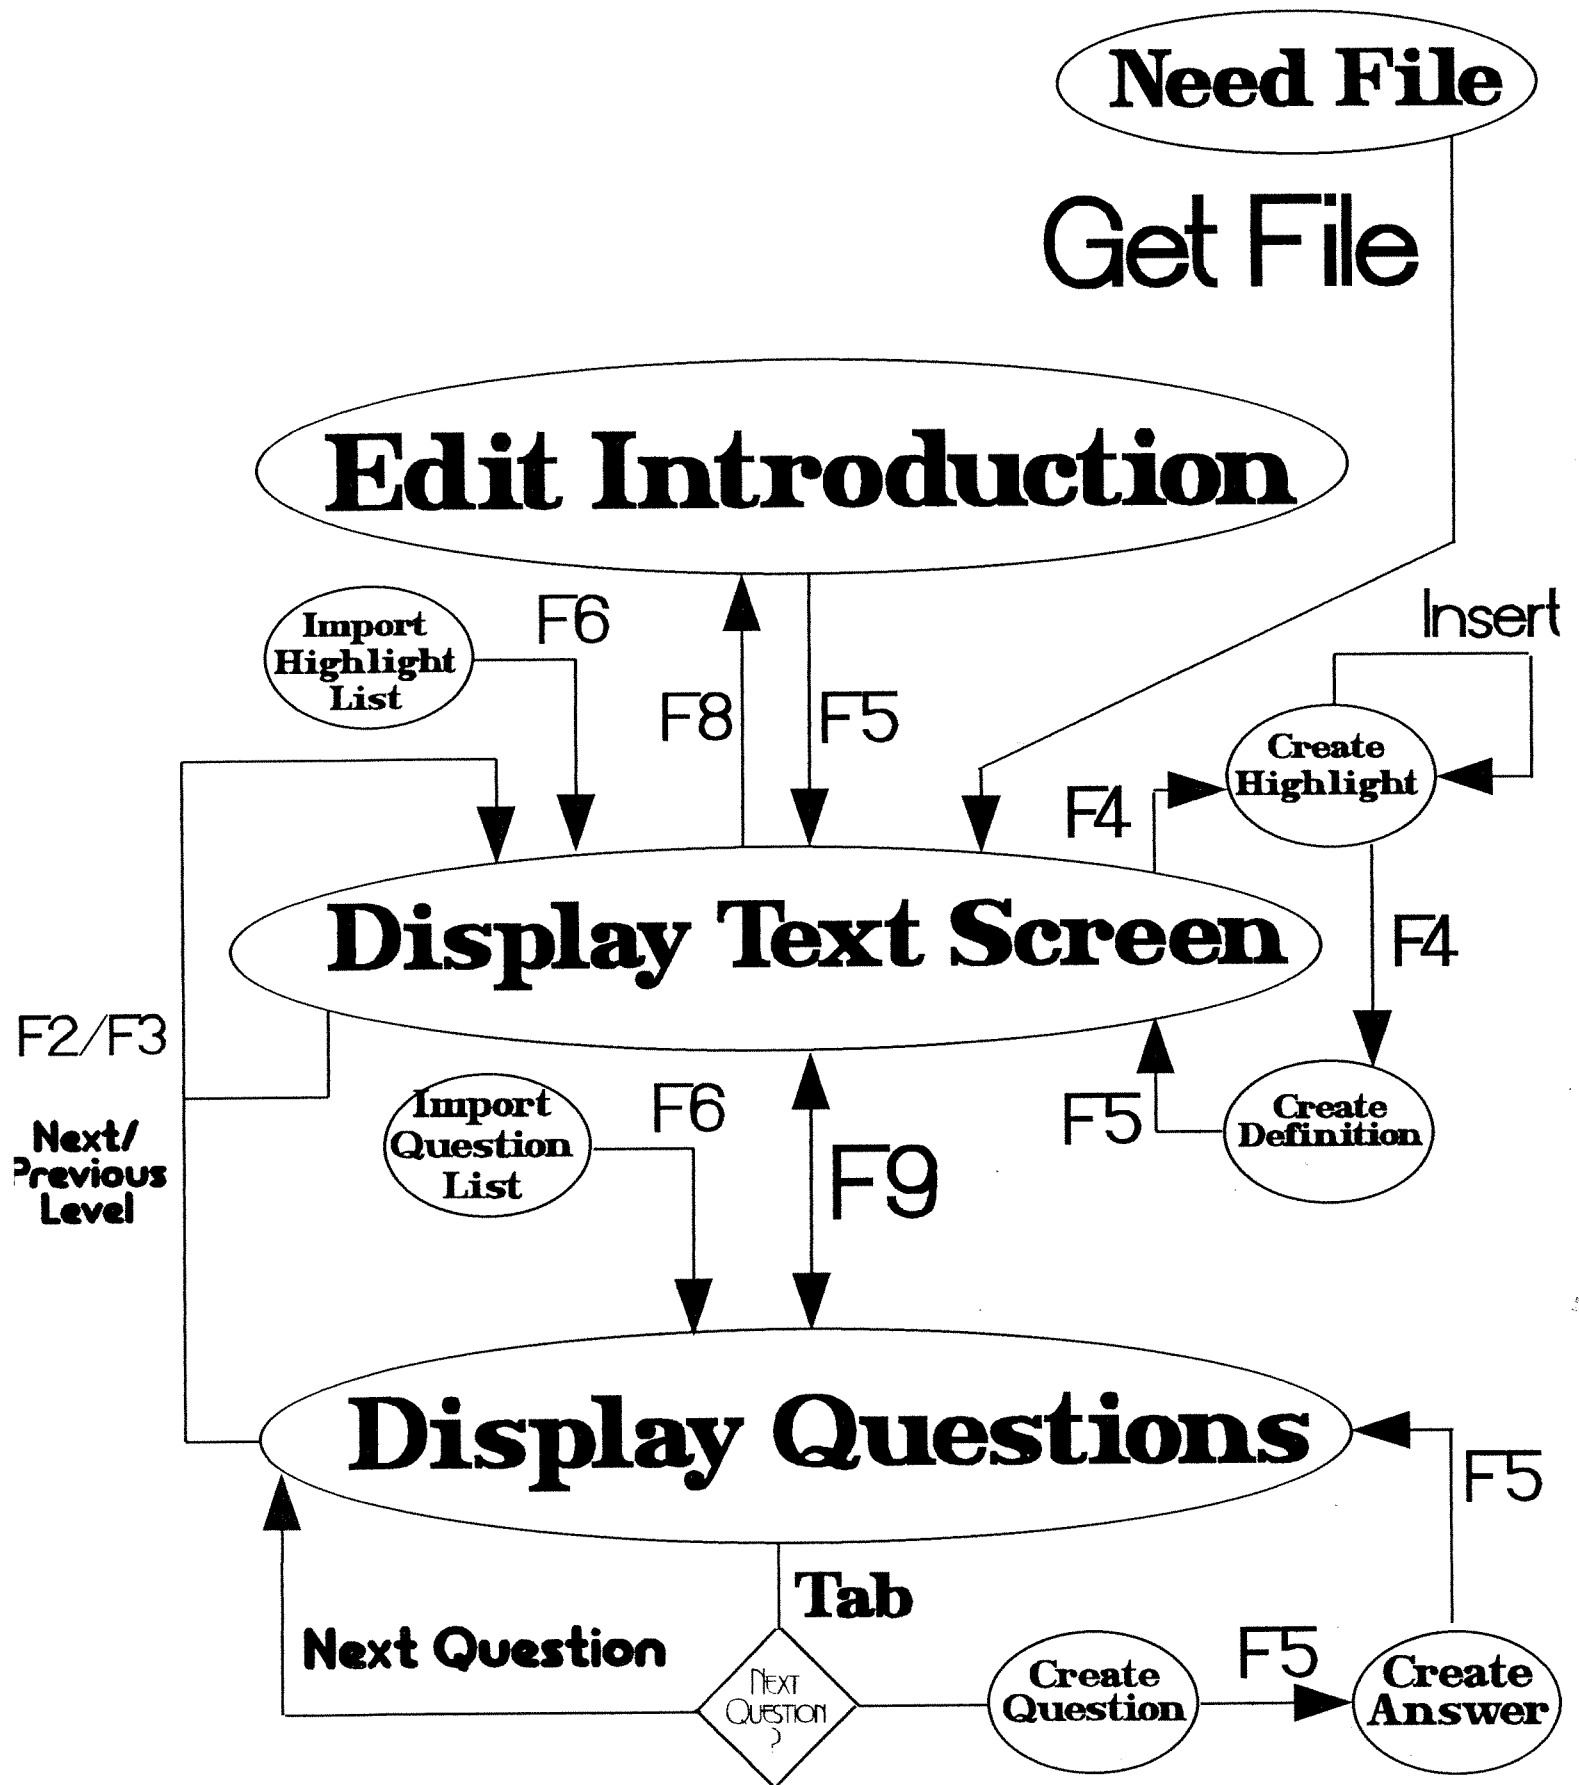 Need File
Get File
Edit Introduction
Import
Highlight
List
F6
F8
F5
Insert
Create
Highlight
F4
Display Text Screen
F4
F2/F3
Next/
Previous
Level
Import
Question
List
F6
F9
F5
Create
Definition
Display Questions
F5
Tab
Next Question
NEXT
QUESTION
?
Create
Question
F5
Create
Answer